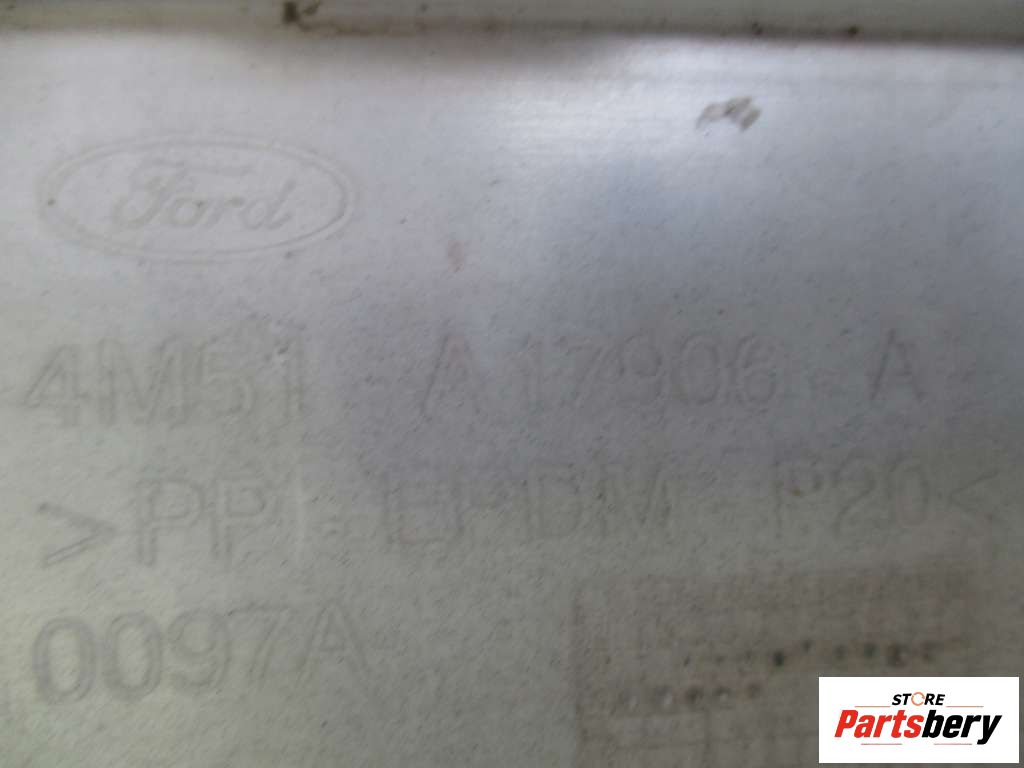 Ford
4M51 - A17906 - A
>PP+EPDM - P20<
0097A
STORE
Partsbery